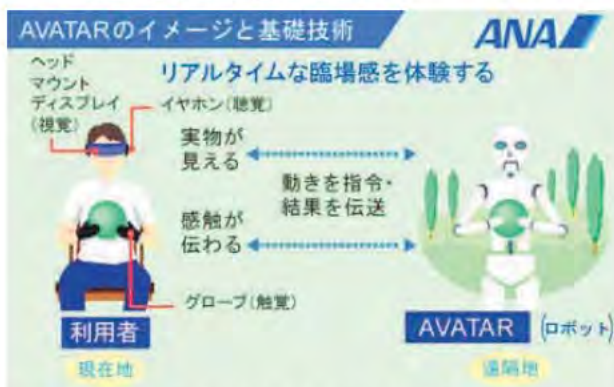 AVATARのイメージと基礎技術
ANA
リアルタイムな臨場感を体験する
ヘッド
マウント
ディスプレイ
(視覚)
イヤホン(聴覚)
実物が
見える
動きを指令・
結果を伝送
感触が
伝わる
グローブ(触覚)
利用者
現在地
AVATAR (ロボット)
遠隔地